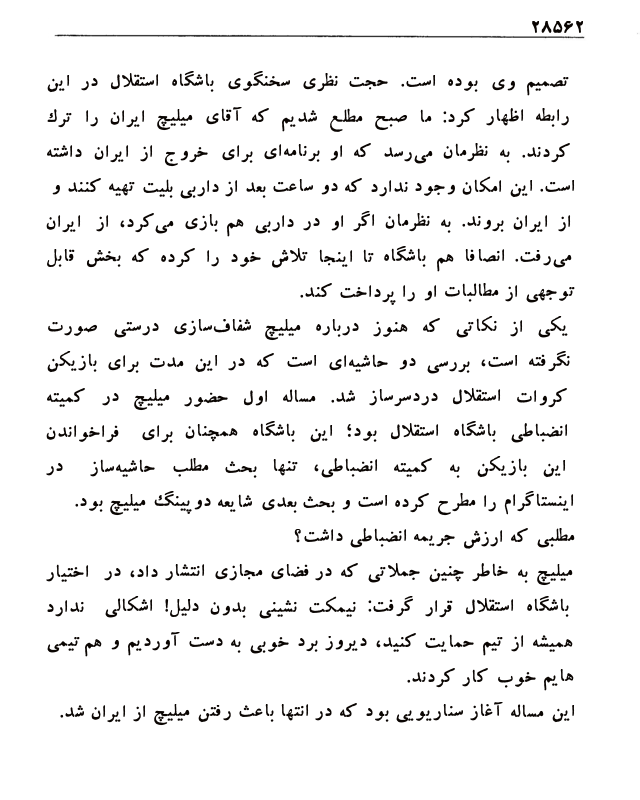 ۲۸۵۶۲
تصمیم وی بوده است. حجت نظری سخنگوی باشگاه استقلال در این
رابطه اظهار کرد: ما صبح مطلع شدیم که آقای میلیچ ایران را ترك
کردند. به نظرمان می‌رسد که او برنامه‌ای برای خروج از ایران داشته
است. این امکان وجود ندارد که دو ساعت بعد از داربی بلیت تهیه کنند و
از ایران بروند. به نظرمان اگر او در داربی هم بازی می‌کرد، از ایران
می‌رفت. انصافا هم باشگاه تا اینجا تلاش خود را کرده که بخش قابل
توجهی از مطالبات او را پرداخت کند.
یکی از نکاتی که هنوز درباره میلیچ شفاف‌سازی درستی صورت
نگرفته است، بررسی دو حاشیه‌ای است که در این مدت برای بازیکن
کروات استقلال دردسرساز شد. مساله اول حضور میلیچ در کمیته
انضباطی باشگاه استقلال بود؛ این باشگاه همچنان برای فراخواندن
این بازیکن به کمیته انضباطی، تنها بحث مطلب حاشیه‌ساز در
اینستاگرام را مطرح کرده است و بحث بعدی شایعه دوپینگ میلیچ بود.
مطلبی که ارزش جریمه انضباطی داشت؟
میلیچ به خاطر چنین جملاتی که در فضای مجازی انتشار داد، در اختیار
باشگاه استقلال قرار گرفت: نیمکت نشینی بدون دلیل! اشکالی ندارد
همیشه از تیم حمایت کنید، دیروز برد خوبی به دست آوردیم و هم‌تیمی
هایم خوب کار کردند.
این مساله آغاز سناریویی بود که در انتها باعث رفتن میلیچ از ایران شد.